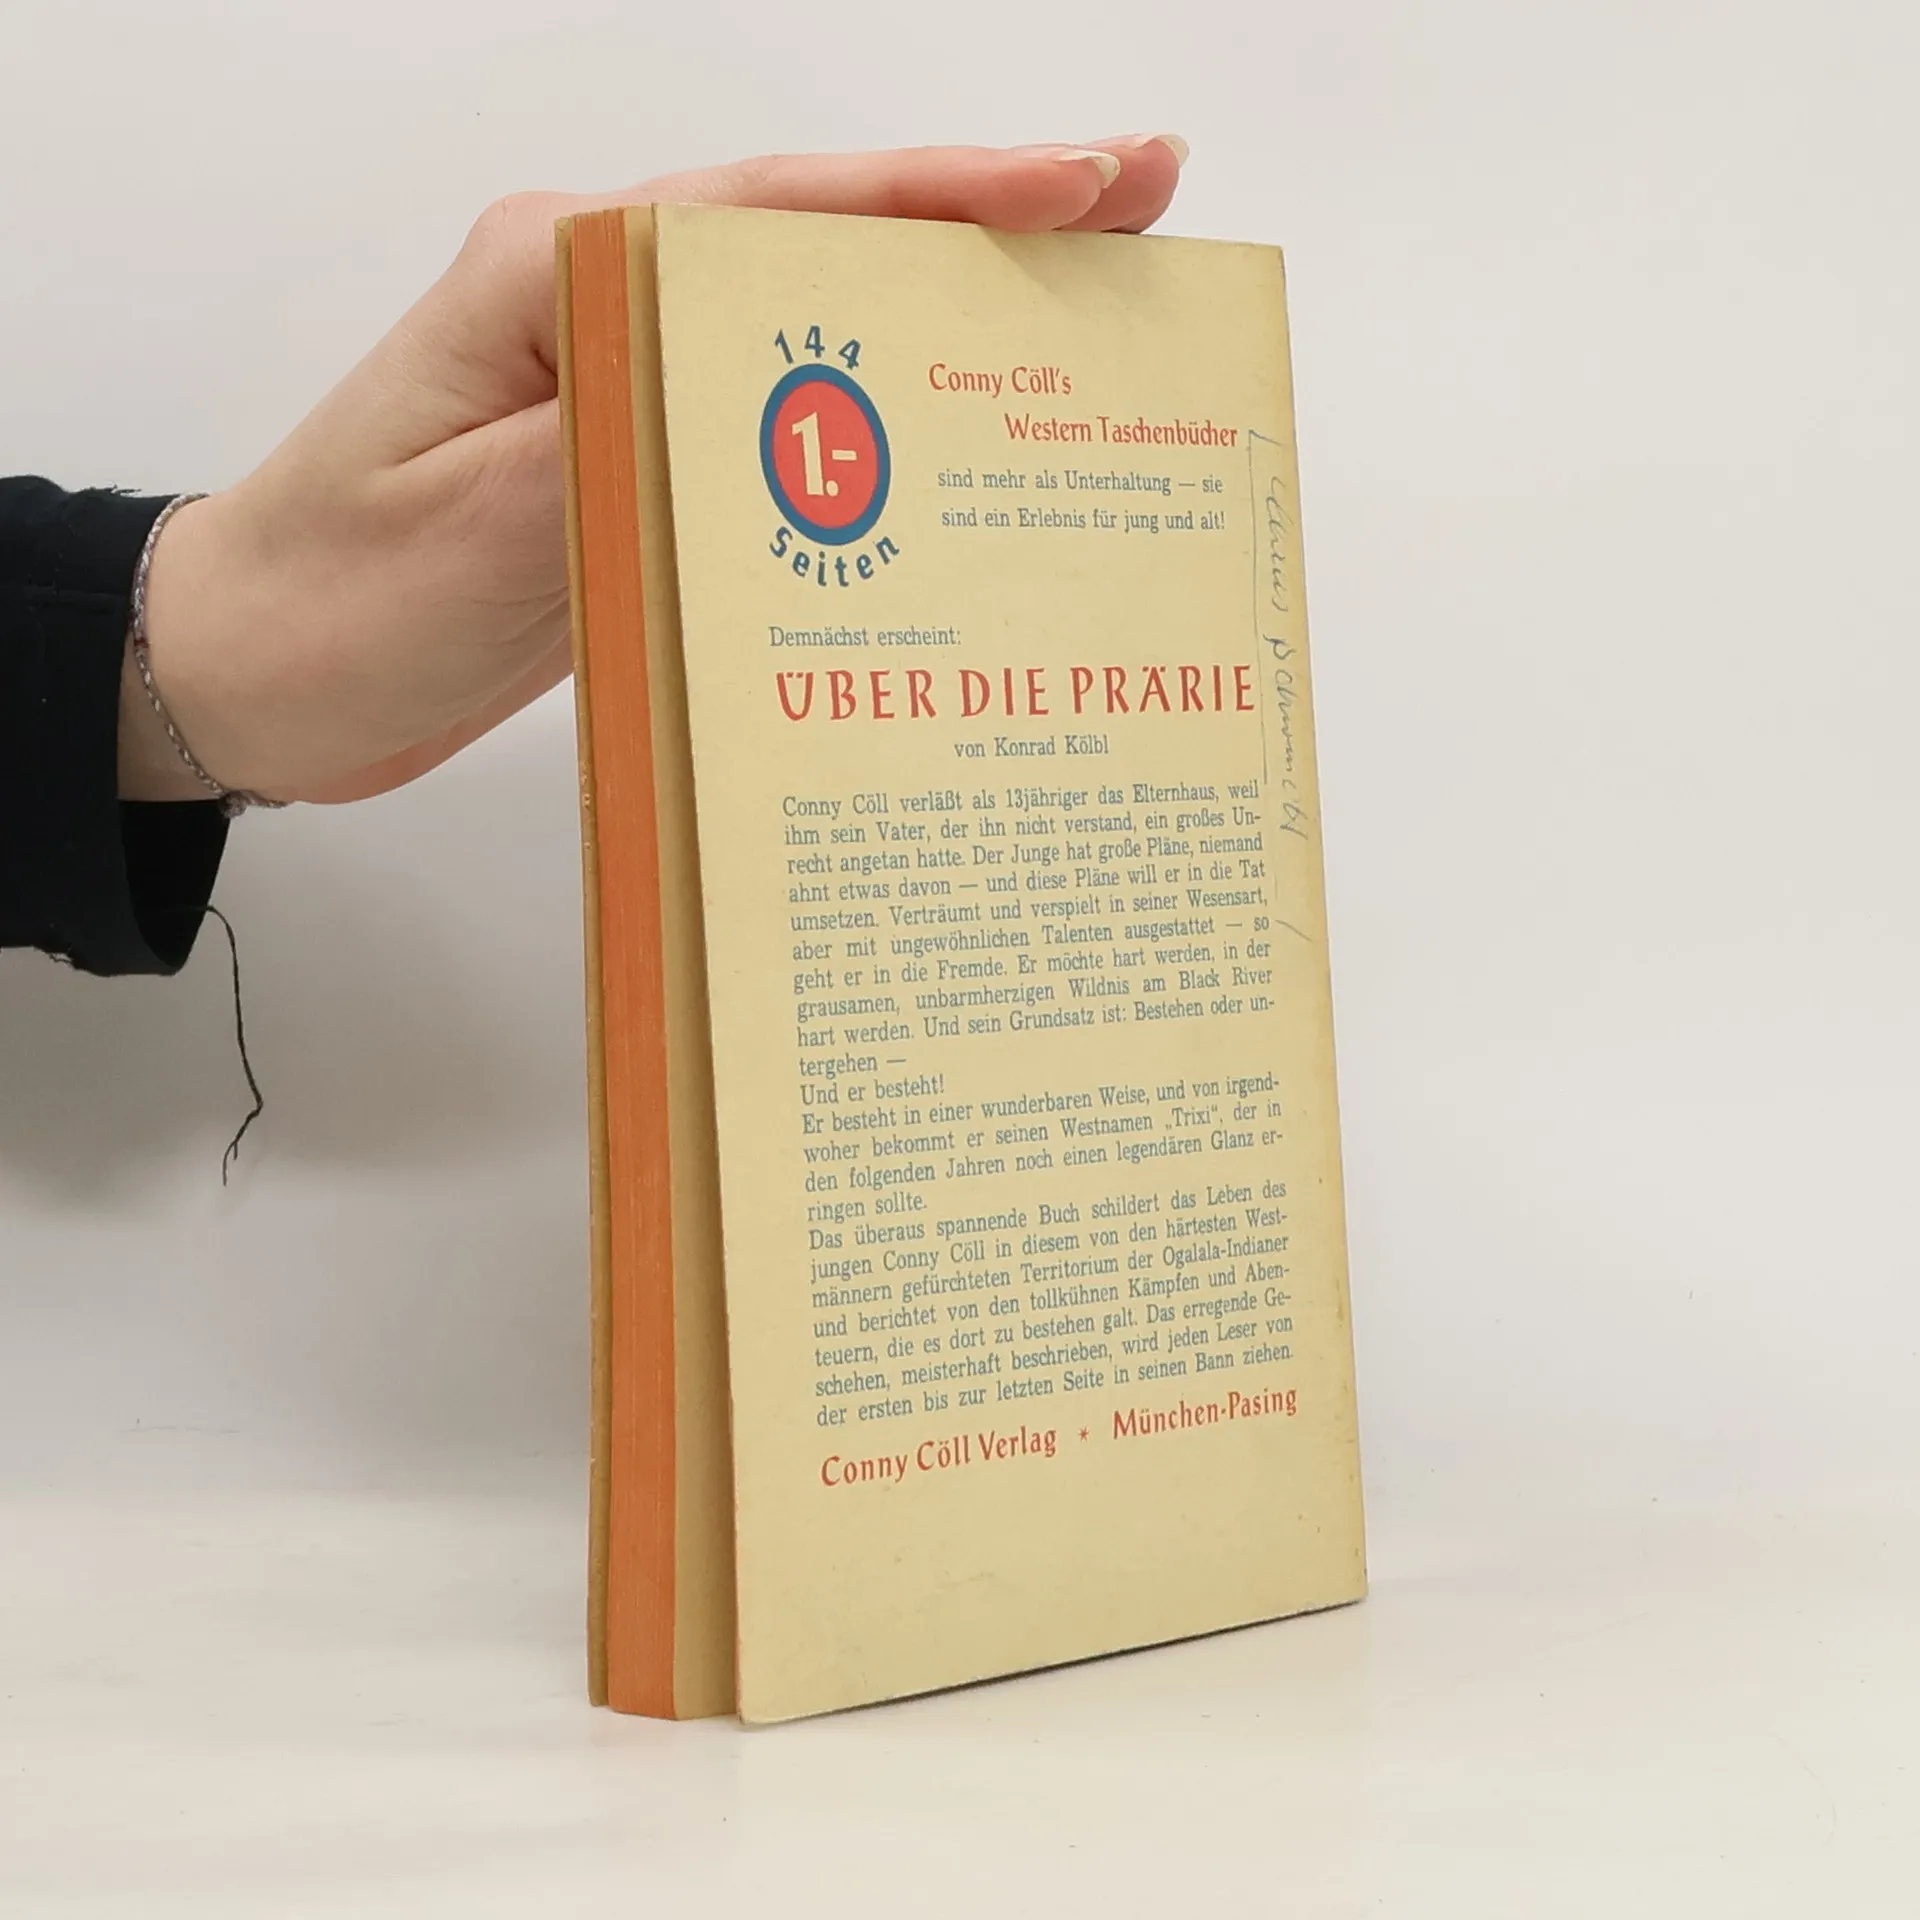 144
1.-
Seiten
Conny Cöll's
Western Taschenbücher
sind mehr als Unterhaltung — sie
sind ein Erlebnis für jung und alt!
Demnächst erscheint:
ÜBER DIE PRÄRIE
von Konrad Kölbl
Conny Cöll verläßt als 13jähriger das Elternhaus, weil
ihm sein Vater, der ihn nicht verstand, ein großes Un-
recht angetan hatte. Der Junge hat große Pläne, niemand
ahnt etwas davon — und diese Pläne will er in die Tat
umsetzen. Verträumt und verspielt in seiner Wesensart,
aber mit ungewöhnlichen Talenten ausgestattet — so
geht er in die Fremde. Er möchte hart werden, in der
grausamen, unbarmherzigen Wildnis am Black River
hart werden. Und sein Grundsatz ist: Bestehen oder un-
tergehen —
Und er besteht!
Er besteht in einer wunderbaren Weise, und von irgend-
woher bekommt er seinen Westnamen „Trixi“, der in
den folgenden Jahren noch einen legendären Glanz er-
ringen sollte.
Das überaus spannende Buch schildert das Leben des
jungen Conny Cöll in diesem von den härtesten West-
männern gefürchteten Territorium der Ogalala-Indianer
und berichtet von den tollkühnen Kämpfen und Aben-
teuern, die es dort zu bestehen galt. Das erregende Ge-
schehen, meisterhaft beschrieben, wird jeden Leser von
der ersten bis zur letzten Seite in seinen Bann ziehen.
Conny Cöll Verlag * München-Pasing